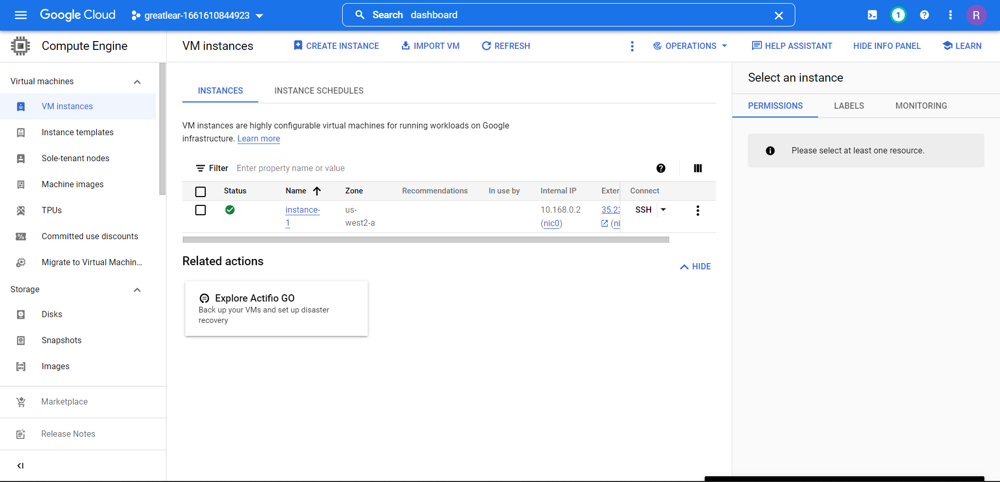 Google Cloud
greatlear-1661610844923
Search dashboard
1
R
Compute Engine
VM instances
CREATE INSTANCE
IMPORT VM
REFRESH
OPERATIONS
HELP ASSISTANT
HIDE INFO PANEL
LEARN
Virtual machines
VM instances
Instance templates
Sole-tenant nodes
Machine images
TPUs
Committed use discounts
Migrate to Virtual Machin...
Storage
Disks
Snapshots
Images
Marketplace
Release Notes
INSTANCES
INSTANCE SCHEDULES
VM instances are highly configurable virtual machines for running workloads on Google
infrastructure. Learn more
Filter Enter property name or value
Status Name Zone Recommendations In use by Internal IP Exter Connect
instance- us- 10.168.0.2 35.23 SSH
1 west2-a (nic0) (ni
Related actions
HIDE
Explore Actifio GO
Back up your VMs and set up disaster
recovery
Select an instance
PERMISSIONS
LABELS
MONITORING
Please select at least one resource.